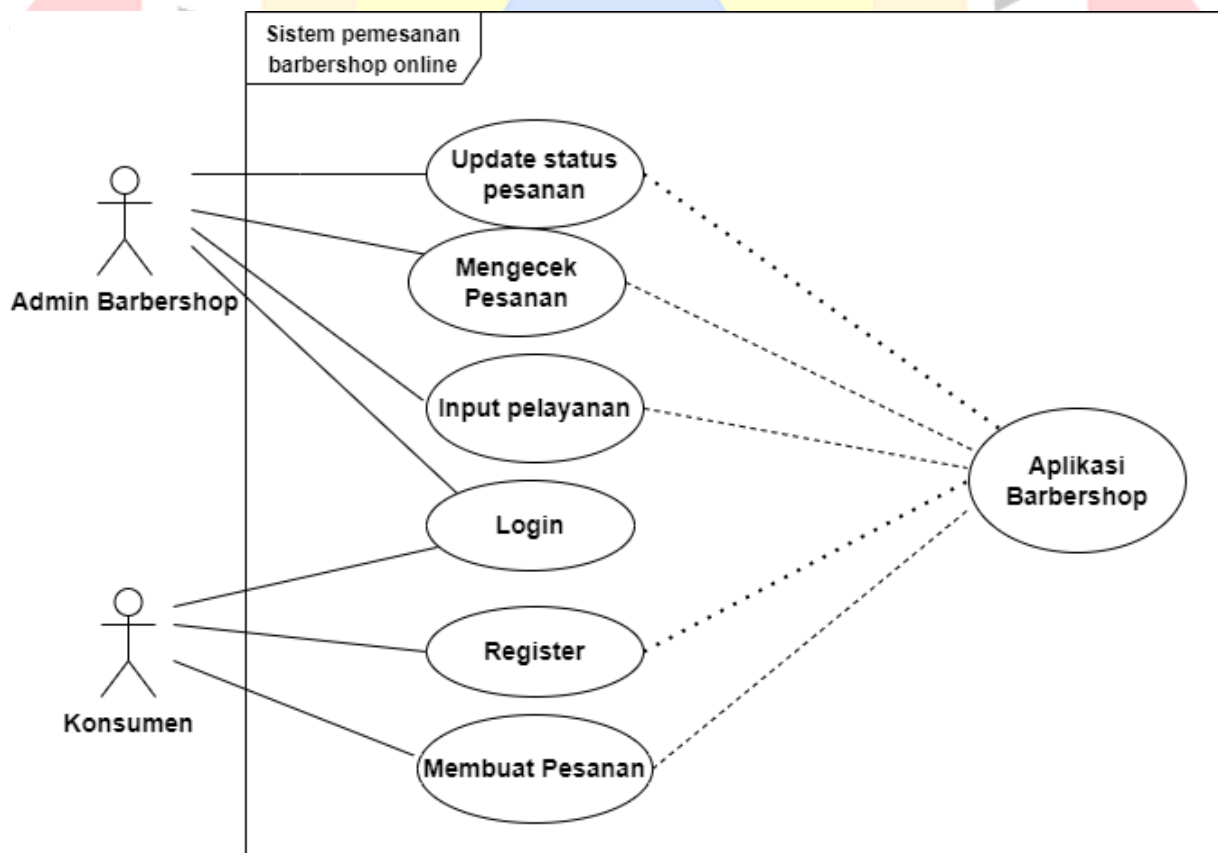 Sistem pemesanan
barbershop online
Update status
pesanan
Mengecek
Pesanan
Admin Barbershop
Input pelayanan
Aplikasi
Barbershop
Login
Register
Konsumen
Membuat Pesanan